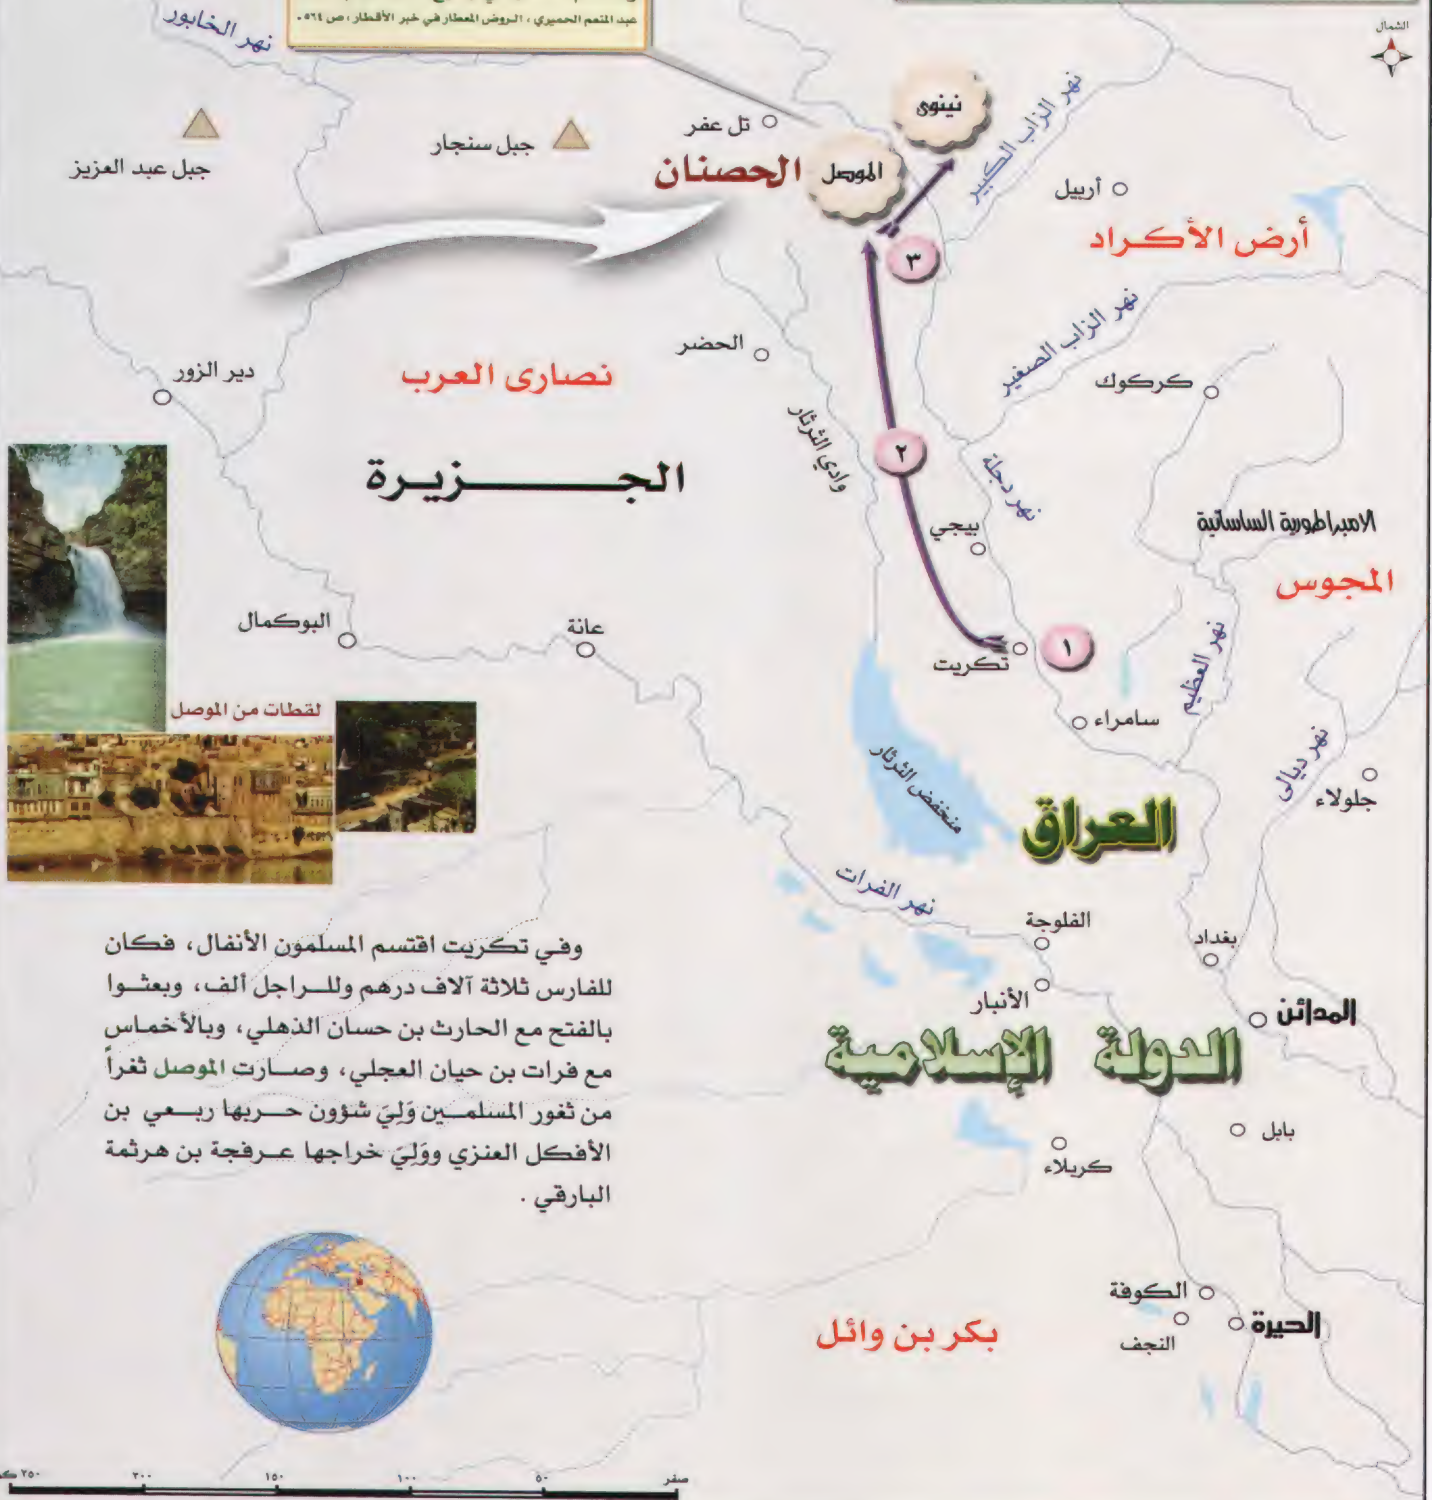 عبد المنعم الحميري ، الروض المعطار في خبر الأقطار ، ص ٥٦٤ .
الشمال
نهر الخابور
نينوى
نهر الزاب الكبير
تل عفر
جبل سنجار
جبل عبد العزيز
الموصل
الحصنان
أربيل
أرض الأكراد
٣
نهر الزاب الصغير
الحضر
دير الزور
نصارى العرب
كركوك
وادي الثرثار
٢
نهر دجلة
الجزيرة
الامبراطورية الساسانية
بيجي
المجوس
البوكمال
عانة
١
تكريت
نهر العظيم
لقطات من الموصل
سامراء
نهر ديالى
منخفض الثرثار
جلولاء
العراق
نهر الفرات
الفلوجة
بغداد
الأنبار
المدائن
الدولة الإسلامية
وفي تكريت اقتسم المسلمون الأنفال، فكان
للفارس ثلاثة آلاف درهم وللراجل ألف، وبعثوا
بالفتح مع الحارث بن حسان الذهلي، وبالأخماس
مع فرات بن حيان العجلي، وصارت الموصل ثغراً
من ثغور المسلمين وَلِيَ شؤون حربها ربعي بن
الأفكل العنزي ووَلِيَ خراجها عرفجة بن هرثمة
البارقي .
بابل
كربلاء
الكوفة
الحيرة
النجف
بكر بن وائل
صفر
٥٠
١٠٠
١٥٠
٢٠٠
٢٥٠